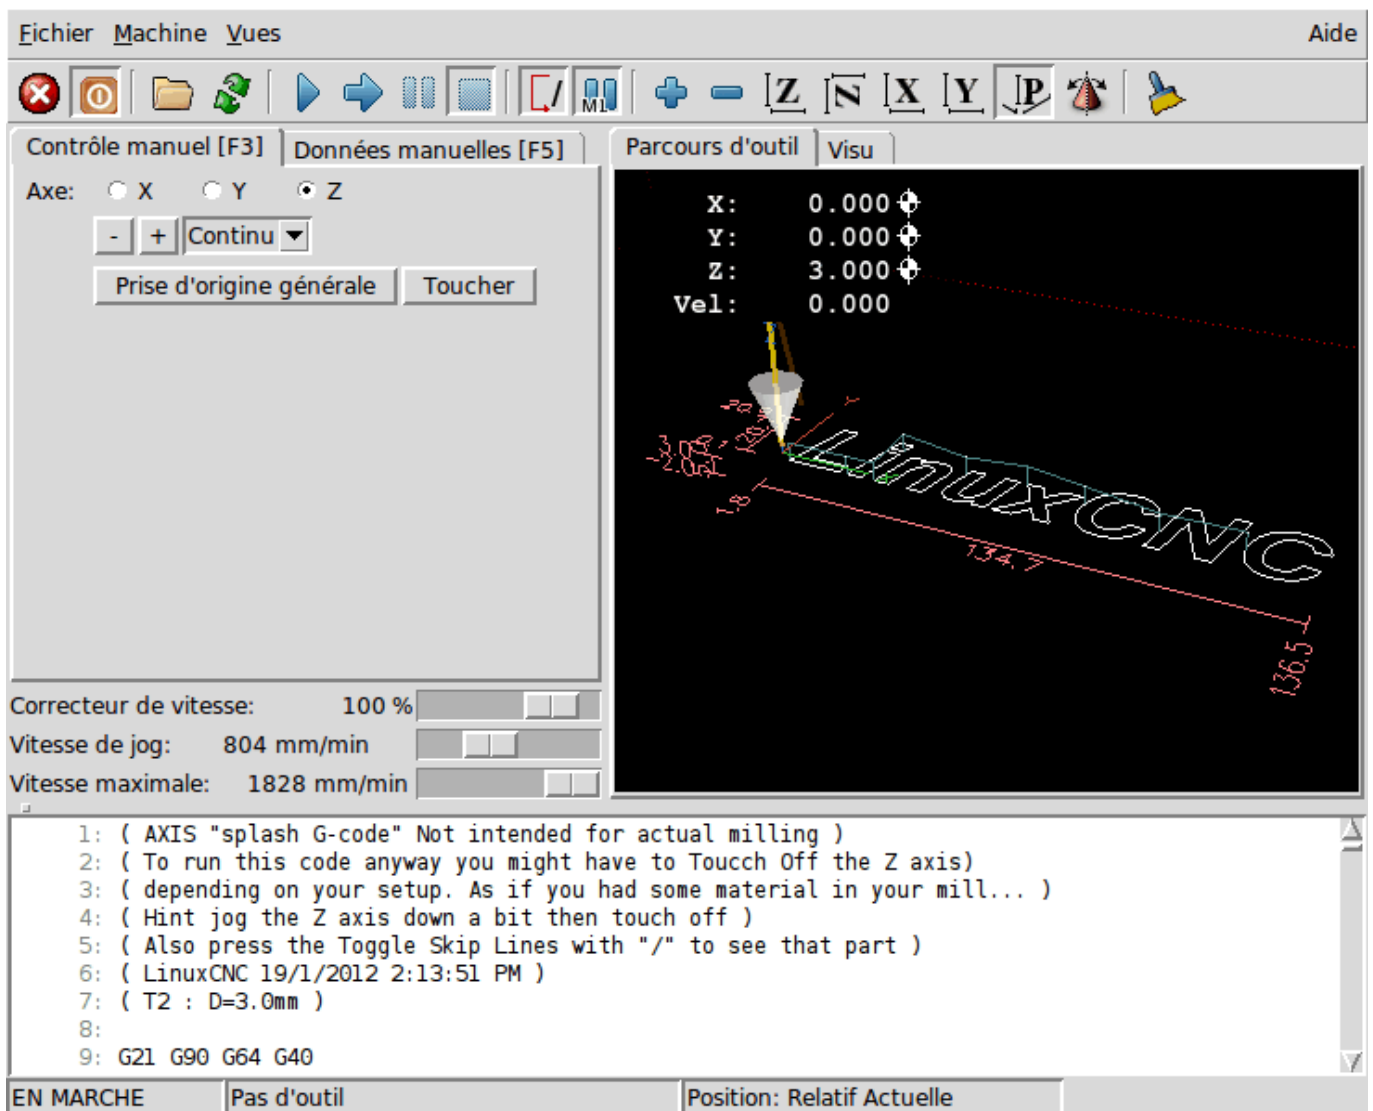 Fichier Machine Vues Aide
M1 Z N X Y P
Contrôle manuel [F3] Données manuelles [F5]
Axe: X Y Z
- + Continu
Prise d'origine générale Toucher
Correcteur de vitesse: 100 %
Vitesse de jog: 804 mm/min
Vitesse maximale: 1828 mm/min
Parcours d'outil Visu
X: 0.000
Y: 0.000
Z: 3.000
Vel: 0.000
Y
LinuxCNC
1.8
134.7
136.5
1: ( AXIS "splash G-code" Not intended for actual milling )
2: ( To run this code anyway you might have to Toucch Off the Z axis)
3: ( depending on your setup. As if you had some material in your mill... )
4: ( Hint jog the Z axis down a bit then touch off )
5: ( Also press the Toggle Skip Lines with "/" to see that part )
6: ( LinuxCNC 19/1/2012 2:13:51 PM )
7: ( T2 : D=3.0mm )
8:
9: G21 G90 G64 G40
EN MARCHE Pas d'outil Position: Relatif Actuelle